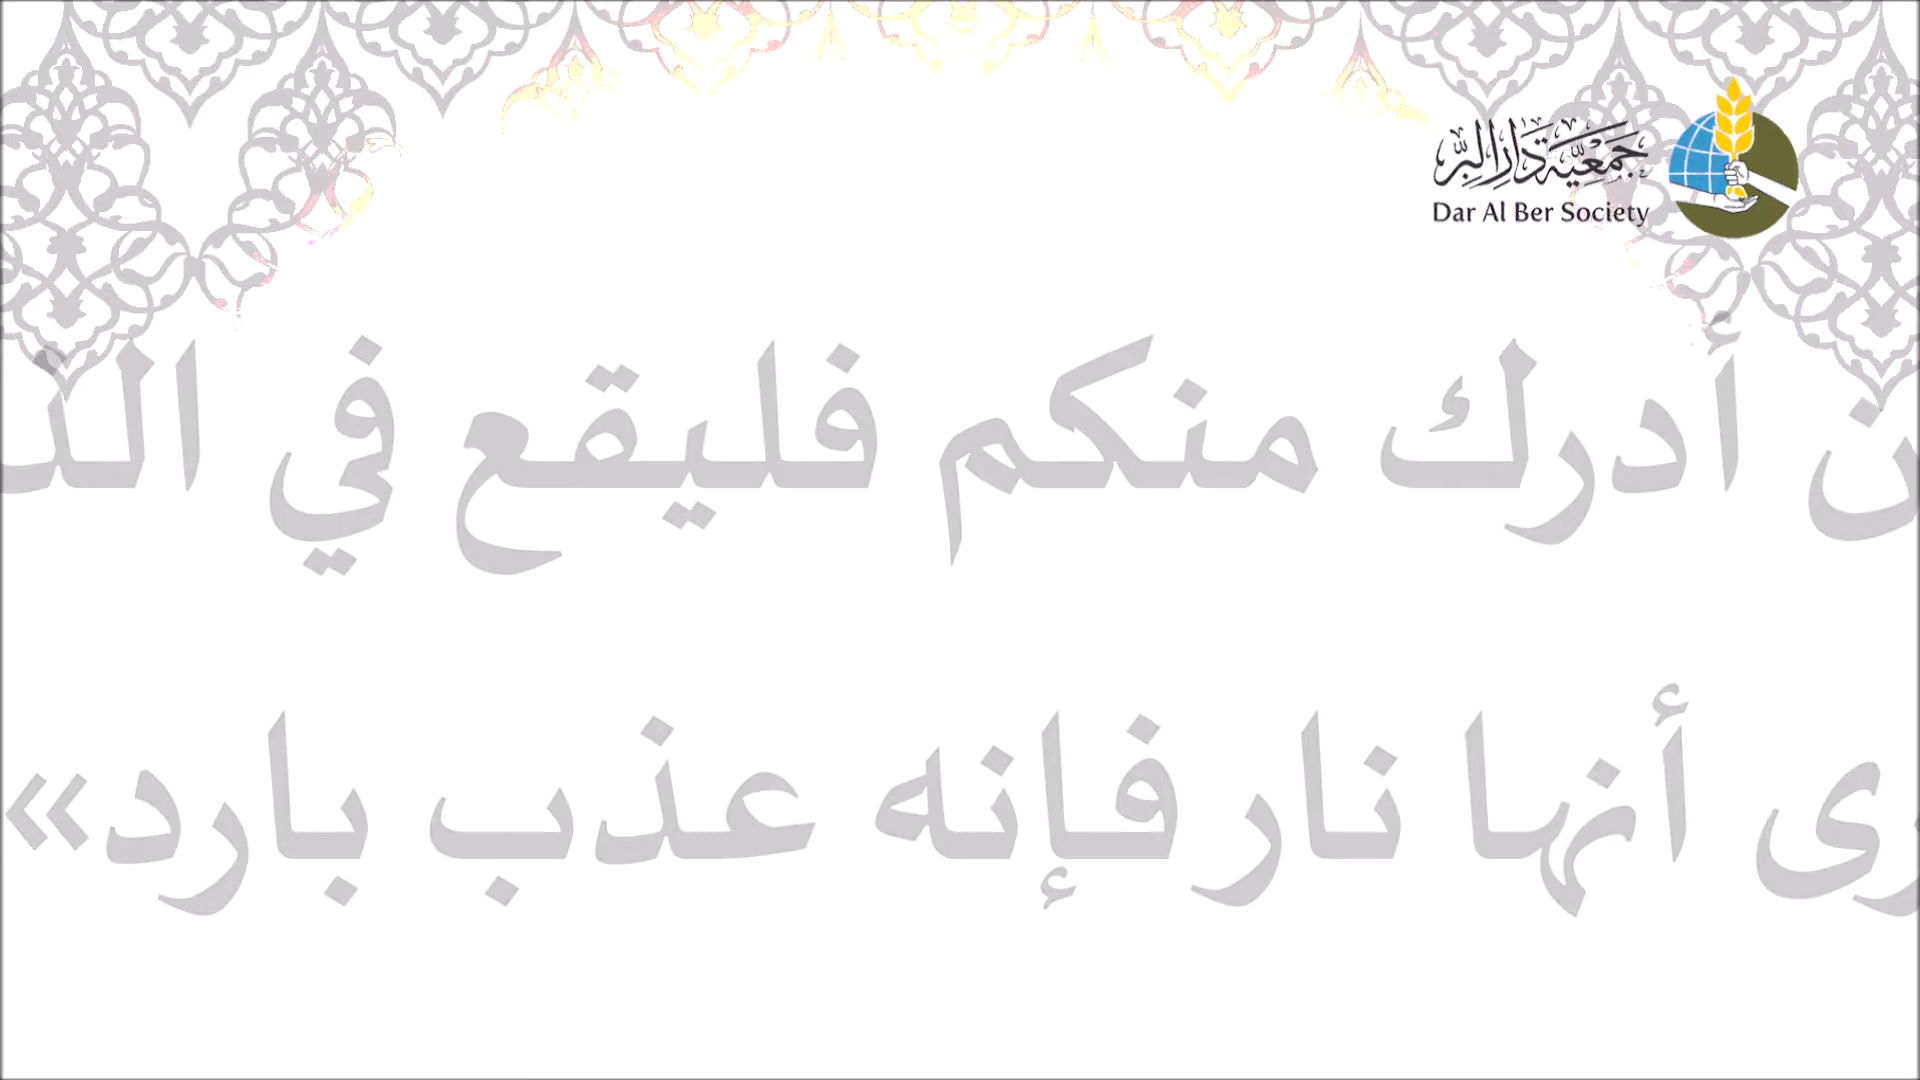 جمعية دار البر
Dar Al Ber Society
أدرك منكم فليقع في
أنها نار فإنه عذب بارد»